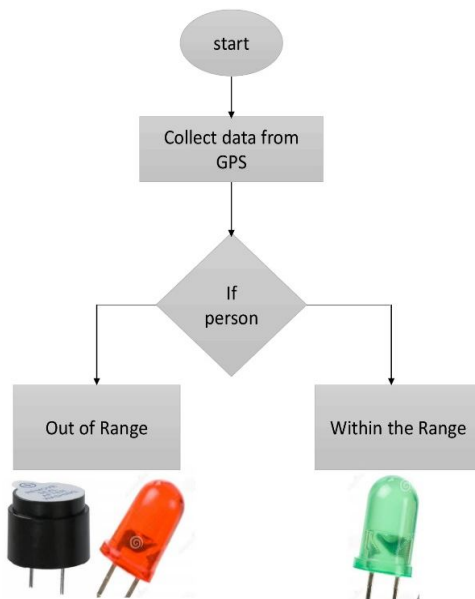 start
Collect data from
GPS
If
person
Out of Range
Within the Range